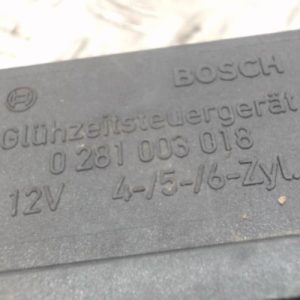 BOSCH
Glühzeitsteuergerät
0 281 003 018
12V 4-/5-/6-Zyl.